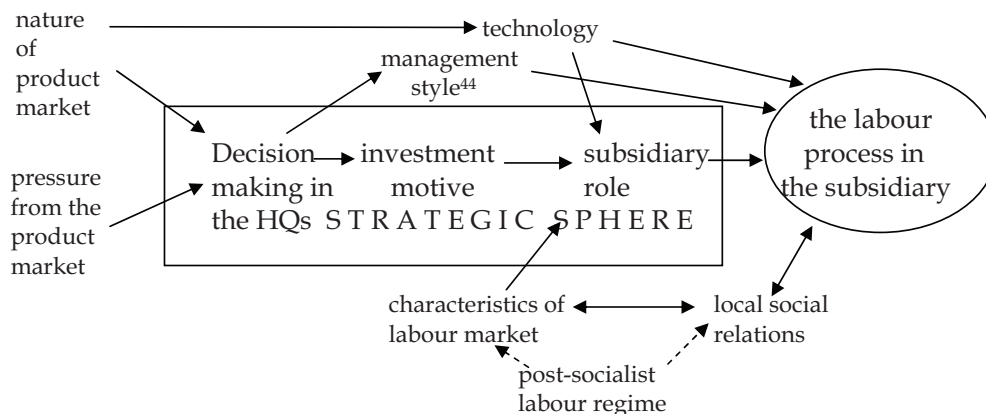 nature
of
product
market
technology
management
style⁴⁴
Decision
making in
the HQs
investment
motive
subsidiary
role
STRATEGIC SPHERE
the labour
process in
the subsidiary
pressure
from the
product
market
characteristics of
labour market
local social
relations
post-socialist
labour regime